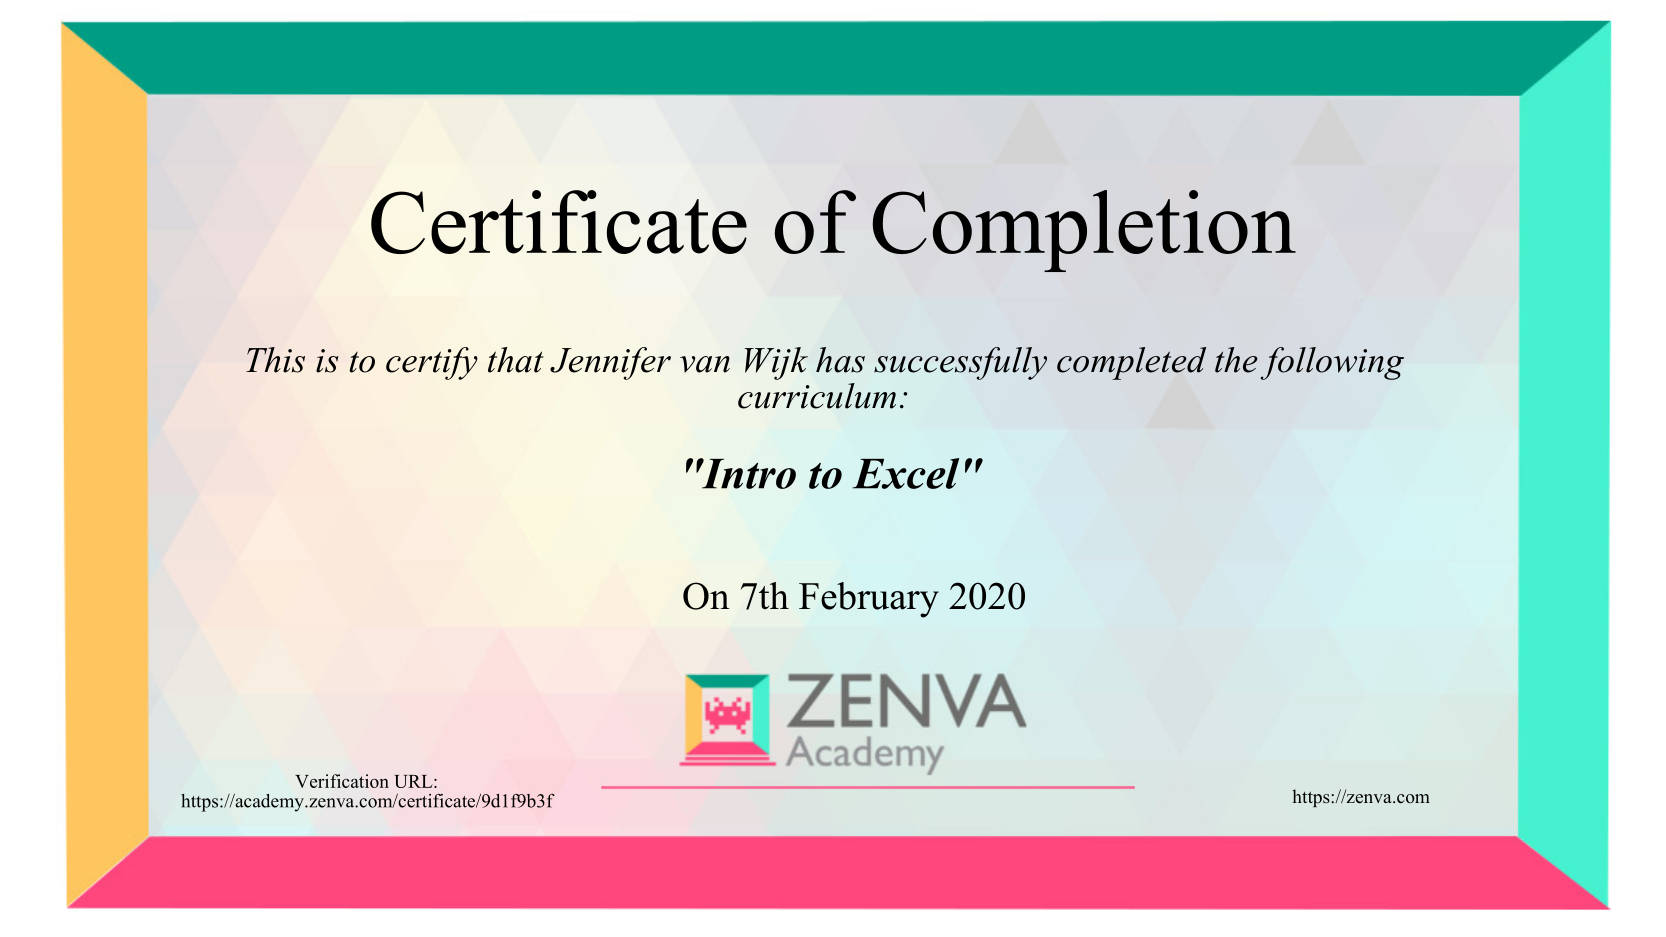 Certificate of Completion
This is to certify that Jennifer van Wijk has successfully completed the following
curriculum:
"Intro to Excel"
On 7th February 2020
ZENVA
Academy
Verification URL:
https://academy.zenva.com/certificate/9d1f9b3f
https://zenva.com